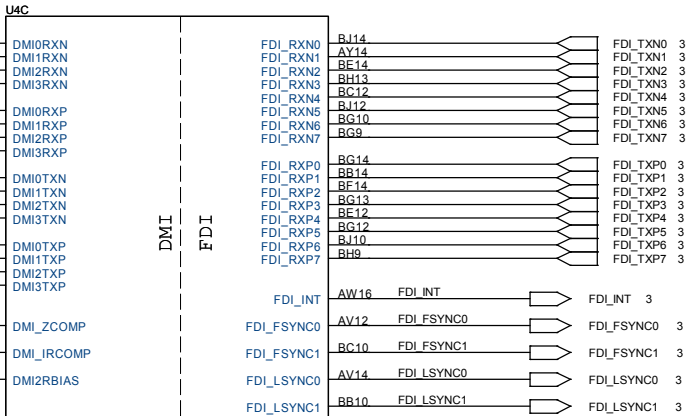 U4C
DMI0RXN FDI_RXN0 BJ14 FDI_TXN0 3
DMI1RXN FDI_RXN1 AY14 FDI_TXN1 3
DMI2RXN FDI_RXN2 BE14 FDI_TXN2 3
DMI3RXN FDI_RXN3 BH13 FDI_TXN3 3
FDI_RXN4 BC12 FDI_TXN4 3
DMI0RXP FDI_RXN5 BJ12 FDI_TXN5 3
DMI1RXP FDI_RXN6 BG10 FDI_TXN6 3
DMI2RXP FDI_RXN7 BG9 FDI_TXN7 3
DMI3RXP
FDI_RXP0 BG14 FDI_TXP0 3
DMI0TXN FDI_RXP1 BB14 FDI_TXP1 3
DMI1TXN FDI_RXP2 BF14 FDI_TXP2 3
DMI2TXN FDI_RXP3 BG13 FDI_TXP3 3
DMI3TXN FDI_RXP4 BE12 FDI_TXP4 3
FDI_RXP5 BG12 FDI_TXP5 3
DMI0TXP FDI_RXP6 BJ10 FDI_TXP6 3
DMI1TXP FDI_RXP7 BH9 FDI_TXP7 3
DMI2TXP
DMI3TXP
DMI
FDI
FDI_INT AW16 FDI_INT FDI_INT 3
DMI_ZCOMP FDI_FSYNC0 AV12 FDI_FSYNC0 FDI_FSYNC0 3
DMI_IRCOMP FDI_FSYNC1 BC10 FDI_FSYNC1 FDI_FSYNC1 3
DMI2RBIAS FDI_LSYNC0 AV14 FDI_LSYNC0 FDI_LSYNC0 3
FDI_LSYNC1 BB10 FDI_LSYNC1 FDI_LSYNC1 3